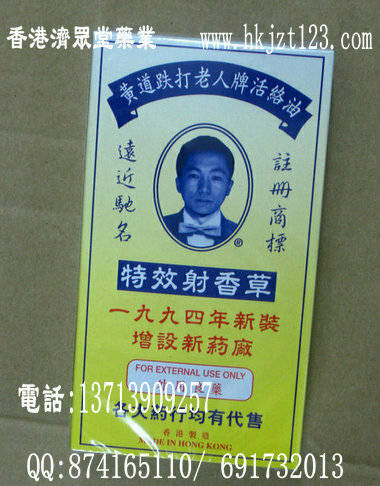 香港濟眾堂藥業 www.hkjzt123.com
黃道跌打老人牌活絡油
遠近馳名
註冊商標
®
特效射香草
一九九四年新裝
增設新葯廠
FOR EXTERNAL USE ONLY
電話:13713909257
各大葯行均有代售
香港製造
MADE IN HONG KONG
QQ:874165110/ 691732013